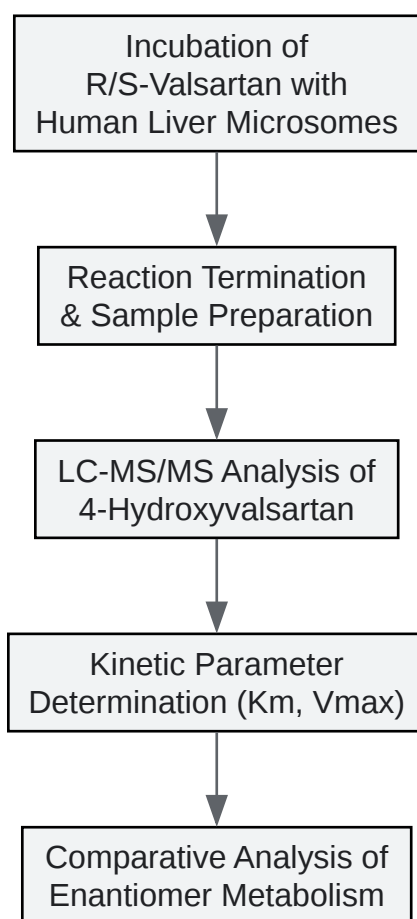 Incubation of
R/S-Valsartan with
Human Liver Microsomes
Reaction Termination
& Sample Preparation
LC-MS/MS Analysis of
4-Hydroxyvalsartan
Kinetic Parameter
Determination (Km, Vmax)
Comparative Analysis of
Enantiomer Metabolism